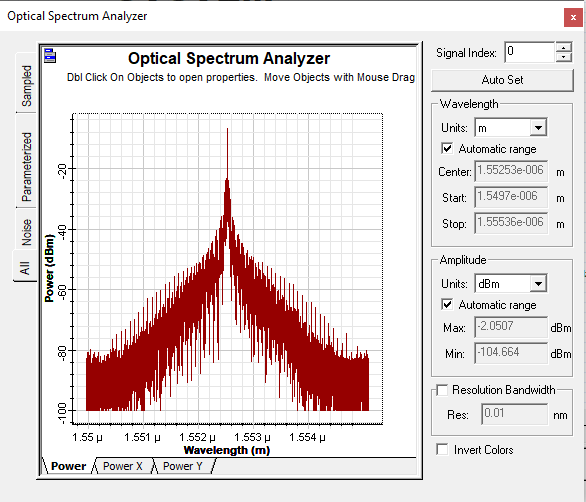 Optical Spectrum Analyzer
x
Optical Spectrum Analyzer
Dbl Click On Objects to open properties. Move Objects with Mouse Drag
Sampled
Parameterized
Noise
All
Power (dBm)
-20
-40
-60
-80
-100
1.55 µ 1.551 µ 1.552 µ 1.553 µ 1.554 µ
Wavelength (m)
Power Power X Power Y
Signal Index: 0
Auto Set
Wavelength
Units: m
Automatic range
Center: 1.55253e-006 m
Start: 1.5497e-006 m
Stop: 1.55536e-006 m
Amplitude
Units: dBm
Automatic range
Max: -2.0507 dBm
Min: -104.664 dBm
Resolution Bandwidth
Res: 0.01 nm
Invert Colors